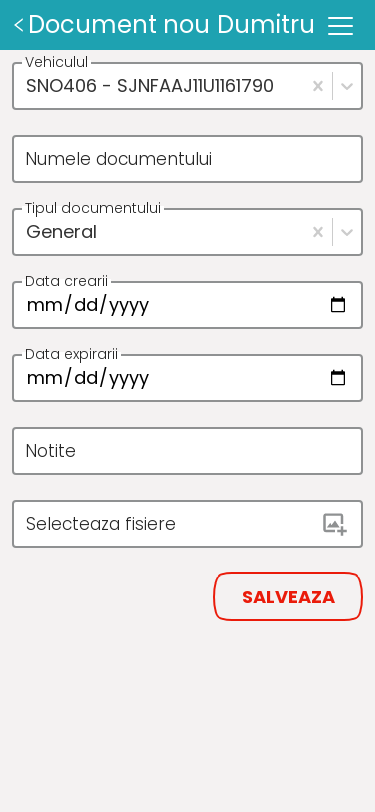 Document nou Dumitru
Vehiculul
SNO406 - SJNFAAJ11U1161790
Numele documentului
Tipul documentului
General
Data crearii
mm/dd/yyyy
Data expirarii
mm/dd/yyyy
Notite
Selecteaza fisiere
SALVEAZA